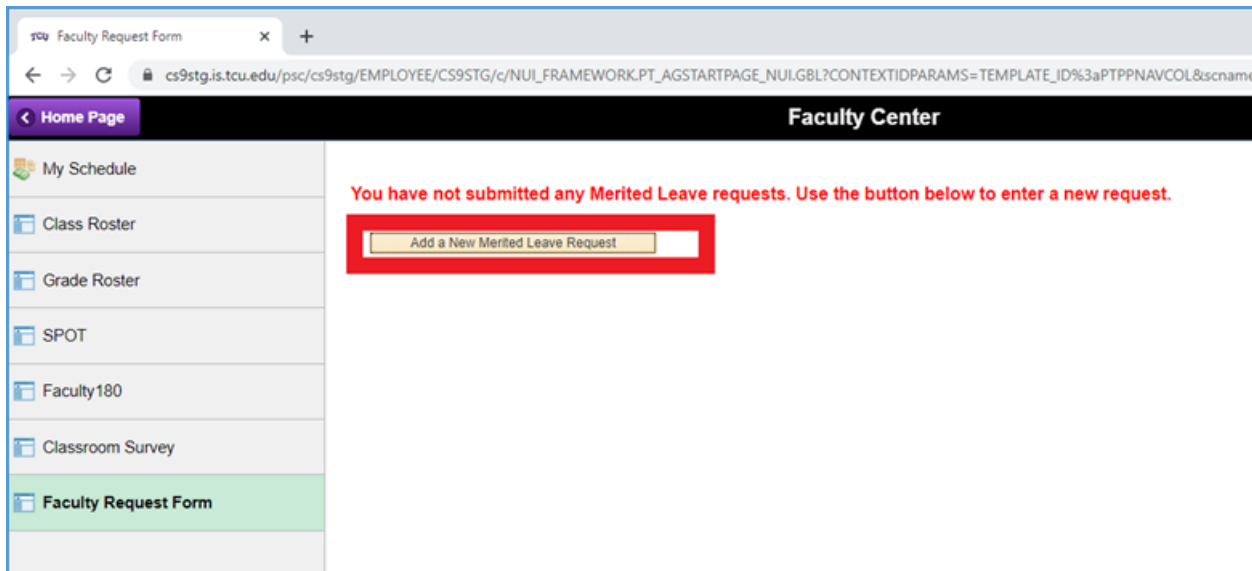 TCU Faculty Request Form
cs9stg.is.tcu.edu/psc/cs9stg/EMPLOYEE/CS9STG/c/NUI_FRAMEWORK.PT_AGSTARTPAGE_NUI.GBL?CONTEXTIDPARAMS=TEMPLATE_ID%3aPTPPNAVCOL&scname
Home Page
Faculty Center
My Schedule
Class Roster
Grade Roster
SPOT
Faculty180
Classroom Survey
Faculty Request Form
You have not submitted any Merited Leave requests. Use the button below to enter a new request.
Add a New Merited Leave Request